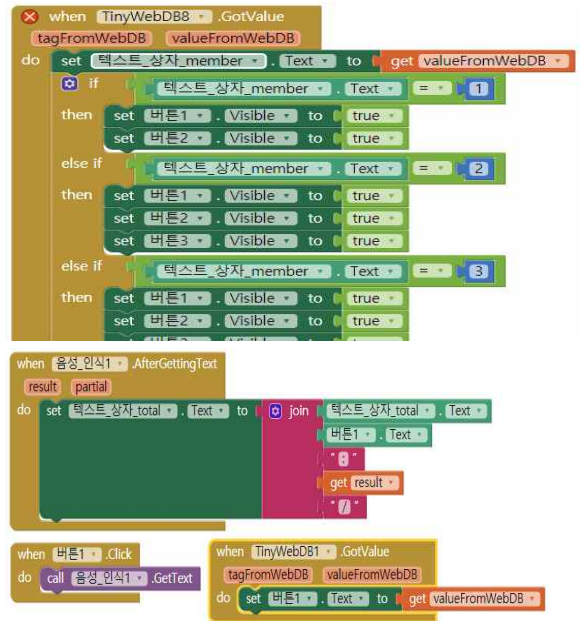 when TinyWebDB8 .GotValue
tagFromWebDB valueFromWebDB
do set 텍스트_상자_member . Text to get valueFromWebDB
if 텍스트_상자_member . Text = 1
then set 버튼1 . Visible to true
set 버튼2 . Visible to true
else if 텍스트_상자_member . Text = 2
then set 버튼1 . Visible to true
set 버튼2 . Visible to true
set 버튼3 . Visible to true
else if 텍스트_상자_member . Text = 3
then set 버튼1 . Visible to true
set 버튼2 . Visible to true
when 음성_인식1 .AfterGettingText
result partial
do set 텍스트_상자_total . Text to join 텍스트_상자_total . Text
버튼1 . Text
" : "
get result
" / "
when 버튼1 .Click
do call 음성_인식1 .GetText
when TinyWebDB1 .GotValue
tagFromWebDB valueFromWebDB
do set 버튼1 . Text to get valueFromWebDB